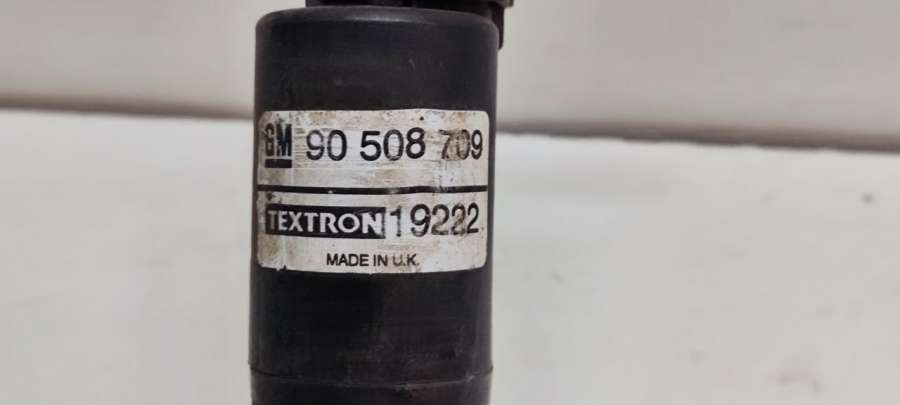 GM 90 508 709
TEXTRON 19222
MADE IN U.K.